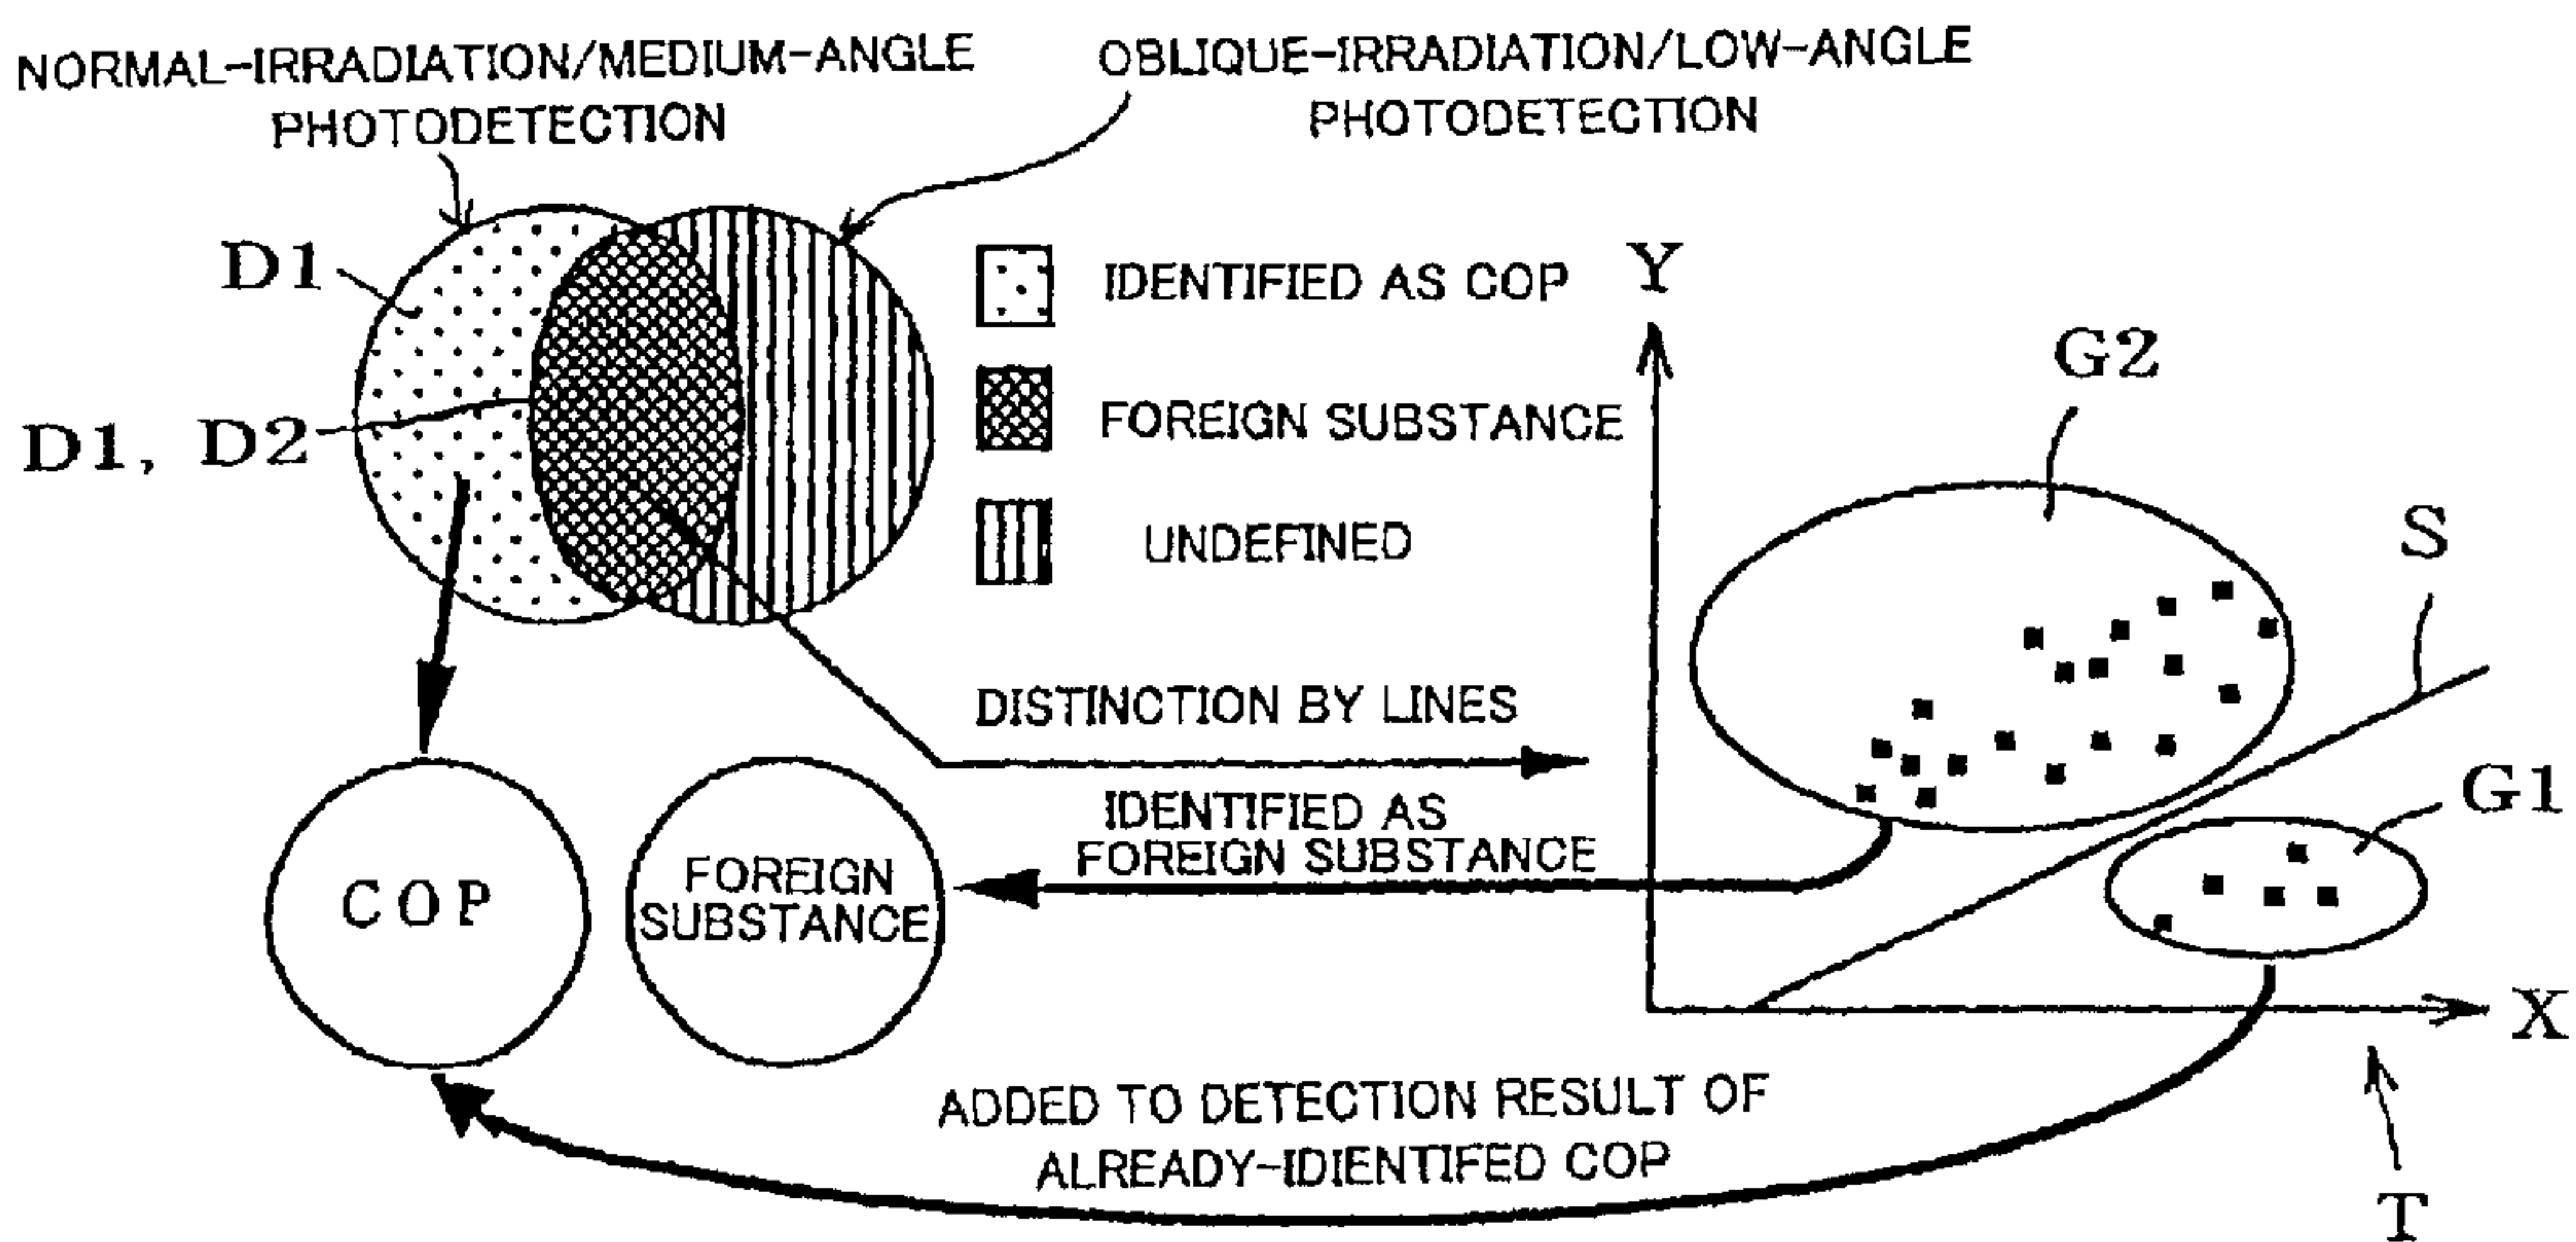 NORMAL-IRRADIATION/MEDIUM-ANGLE
PHOTODETECTION
OBLIQUE-IRRADIATION/LOW-ANGLE
PHOTODETECTION
D1
D1, D2
IDENTIFIED AS COP
FOREIGN SUBSTANCE
UNDEFINED
Y
G2
S
G1
X
T
DISTINCTION BY LINES
IDENTIFIED AS
FOREIGN SUBSTANCE
COP
FOREIGN
SUBSTANCE
ADDED TO DETECTION RESULT OF
ALREADY-IDIENTIFED COP